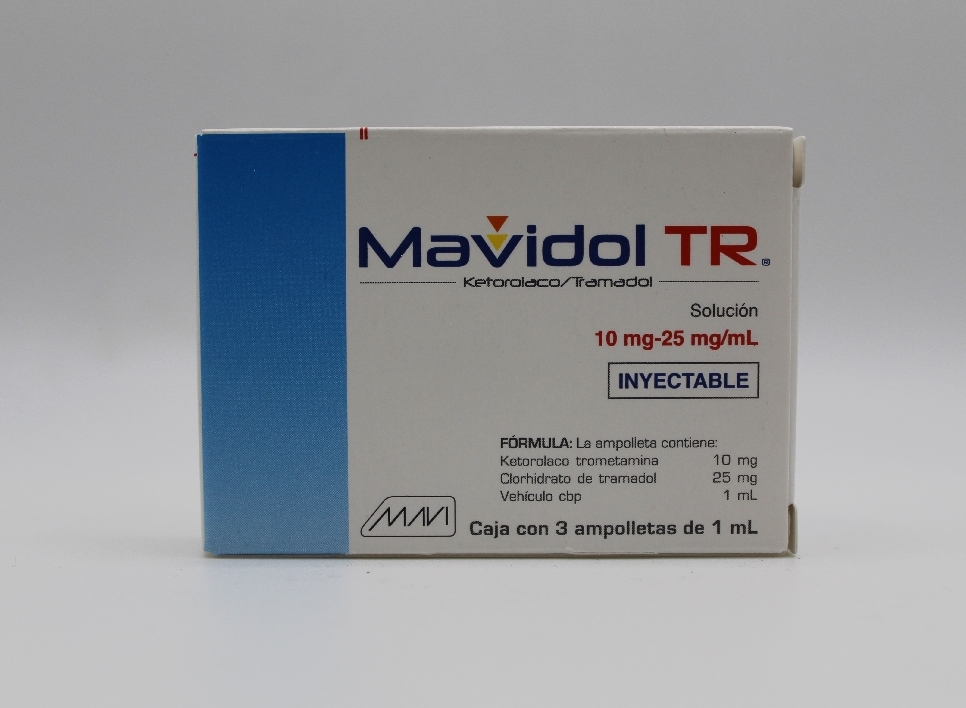 Mavidol TR®
Ketorolaco/Tramadol
Solución
10 mg-25 mg/mL
INYECTABLE
FÓRMULA: La ampolleta contiene:
Ketorolaco trometamina 10 mg
Clorhidrato de tramadol 25 mg
Vehículo cbp 1 mL
MAVI
Caja con 3 ampolletas de 1 mL